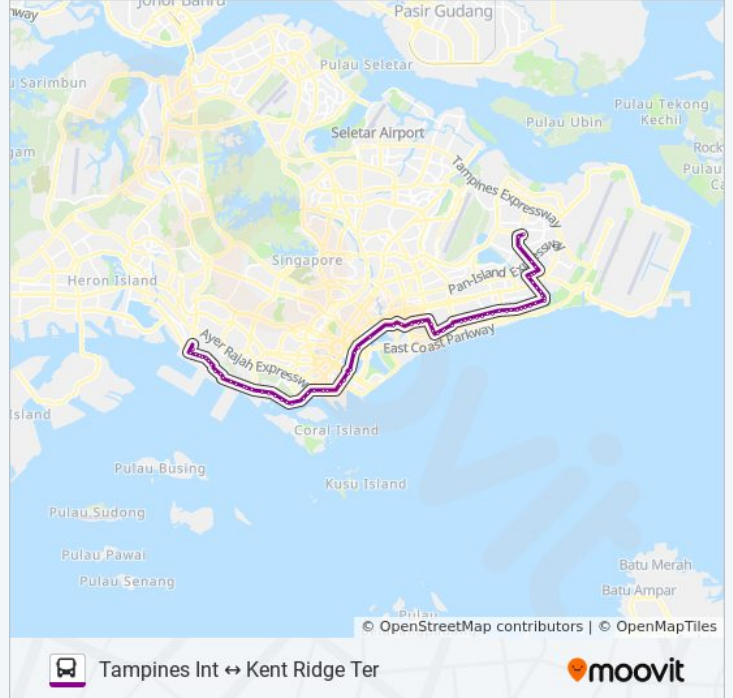 Johor Bahru
Pasir Gudang
Pulau Seletar
Sarimbun
Pulau Tekong
Kechil
Seletar Airport
Pulau Ubin
Rock
Pulau
Tampines Expressway
Singapore
Pan-Island Expressway
Heron Island
Ayer Rajah Expressw
East Coast Parkway
Island
Coral Island
Pulau Busing
Kusu Island
Pulau Sudong
Pulau Pawai
Pulau Senang
Batu Merah
Batu Ampar
Pulau
© OpenStreetMap contributors | © OpenMapTiles
Tampines Int ↔ Kent Ridge Ter
moovit